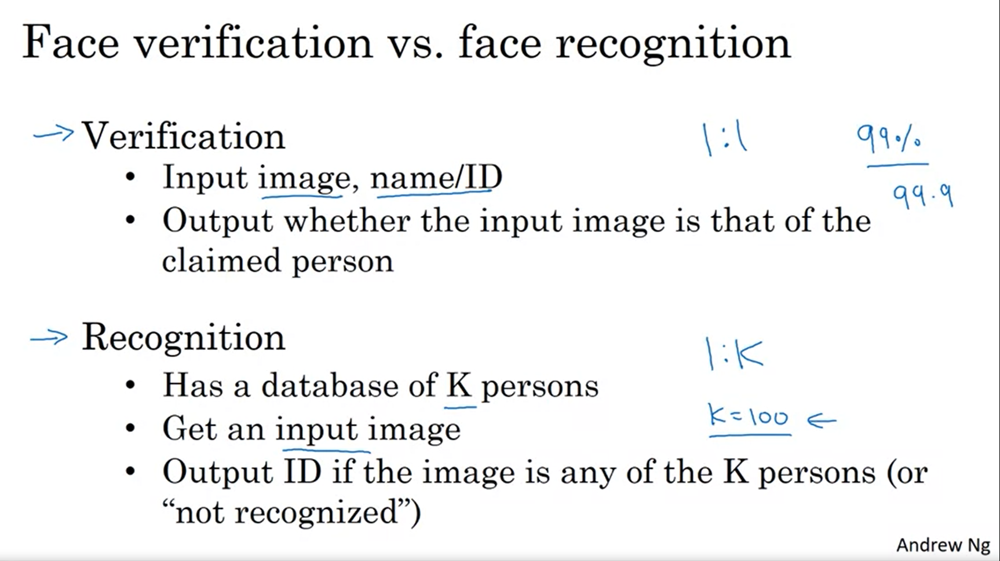 Face verification vs. face recognition
→ Verification
1:1
99%
• Input image, name/ID
99.9
• Output whether the input image is that of the
claimed person
→ Recognition
1:K
• Has a database of K persons
K=100 ←
• Get an input image
• Output ID if the image is any of the K persons (or
“not recognized”)
Andrew Ng